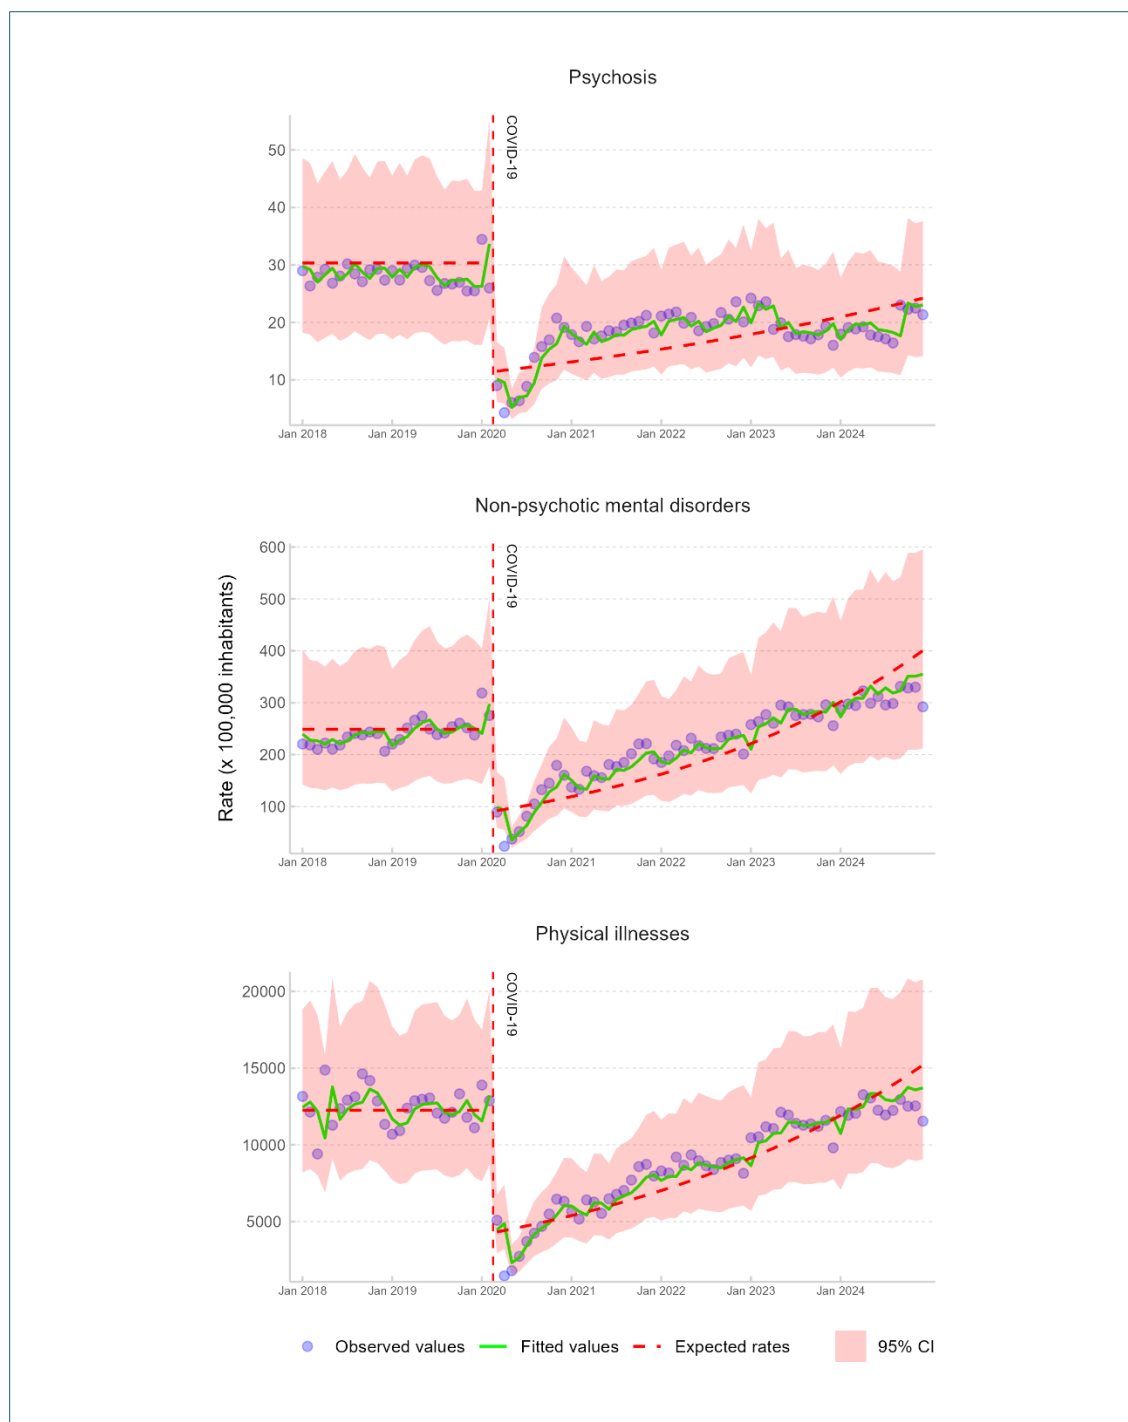 Psychosis
COVID-19
50
40
30
20
10
Jan 2018 Jan 2019 Jan 2020 Jan 2021 Jan 2022 Jan 2023 Jan 2024
Non-psychotic mental disorders
COVID-19
Rate (x 100,000 inhabitants)
600
500
400
300
200
100
Jan 2018 Jan 2019 Jan 2020 Jan 2021 Jan 2022 Jan 2023 Jan 2024
Physical illnesses
COVID-19
20000
15000
10000
5000
Jan 2018 Jan 2019 Jan 2020 Jan 2021 Jan 2022 Jan 2023 Jan 2024
Observed values Fitted values Expected rates 95% CI